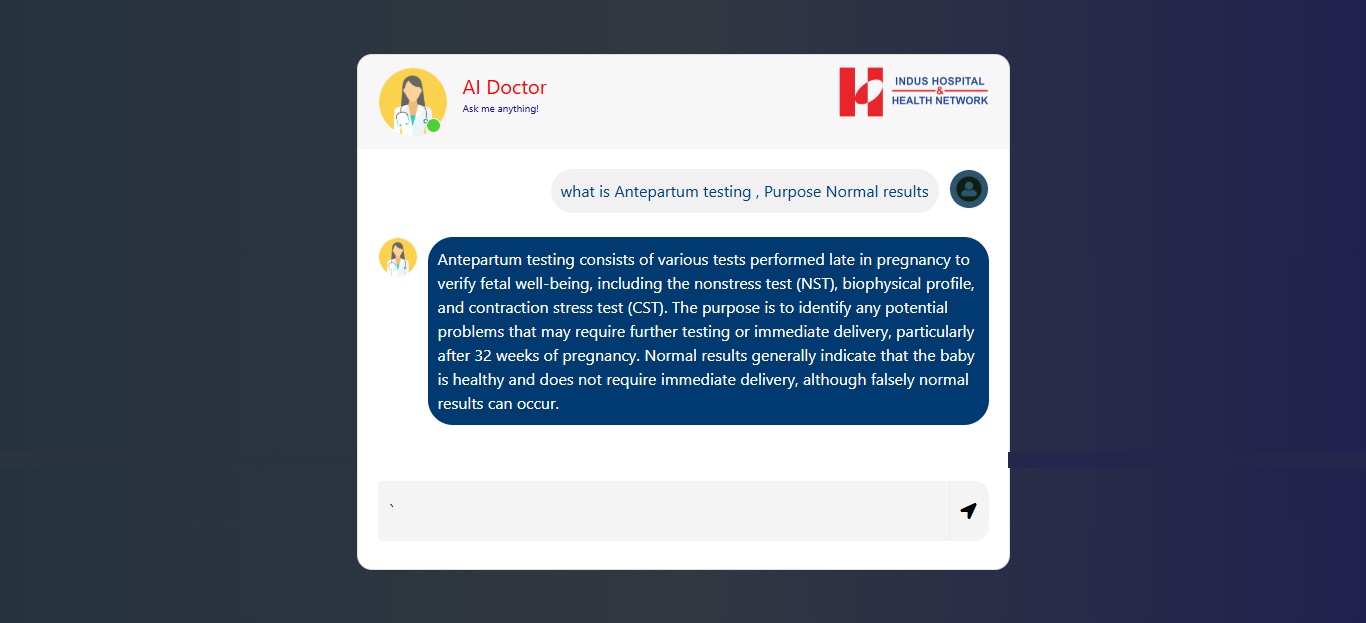 AI Doctor
Ask me anything!
INDUS HOSPITAL
&
HEALTH NETWORK
what is Antepartum testing , Purpose Normal results
Antepartum testing consists of various tests performed late in pregnancy to
verify fetal well-being, including the nonstress test (NST), biophysical profile,
and contraction stress test (CST). The purpose is to identify any potential
problems that may require further testing or immediate delivery, particularly
after 32 weeks of pregnancy. Normal results generally indicate that the baby
is healthy and does not require immediate delivery, although falsely normal
results can occur.
`